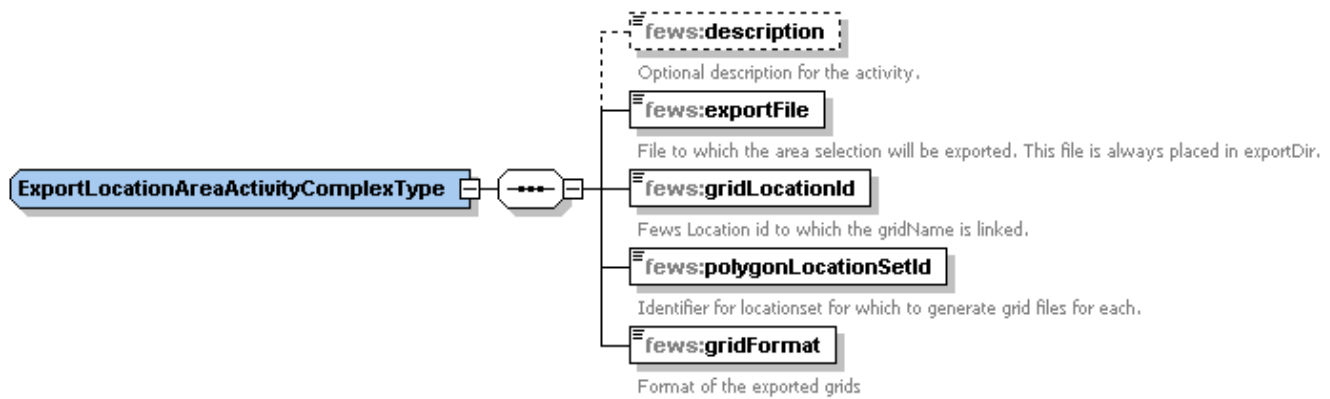 fews:description
Optional description for the activity.
fews:exportFile
File to which the area selection will be exported. This file is always placed in exportDir.
ExportLocationAreaActivityComplexType
fews:gridLocationId
Fews Location id to which the gridName is linked.
fews:polygonLocationSetId
Identifier for locationset for which to generate grid files for each.
fews:gridFormat
Format of the exported grids